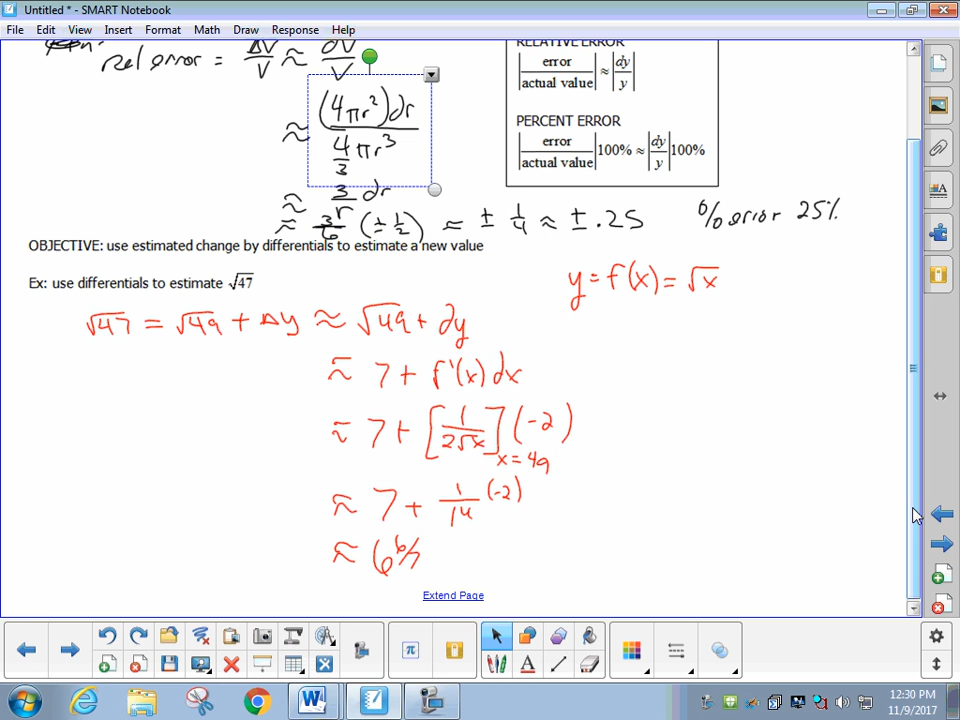 Untitled * - SMART Notebook
File Edit View Insert Format Math Draw Response Help
rel error = ΔV/V ≈ dV/V
≈ (4πr²)dr / (4/3 πr³)
≈ 3/r dr
≈ 3/6 (± 1/2) ≈ ± 1/4 ≈ ± .25 % error 25%
RELATIVE ERROR
|error/actual value| ≈ |dy/y|
PERCENT ERROR
|error/actual value|100% ≈ |dy/y|100%
OBJECTIVE: use estimated change by differentials to estimate a new value
Ex: use differentials to estimate √47
y = f(x) = √x
√47 = √49 + Δy ≈ √49 + dy
≈ 7 + f'(x) dx
≈ 7 + [1/(2√x)] x=49 (-2)
≈ 7 + 1/14 (-2)
≈ 6 6/7
Extend Page
12:30 PM
11/9/2017